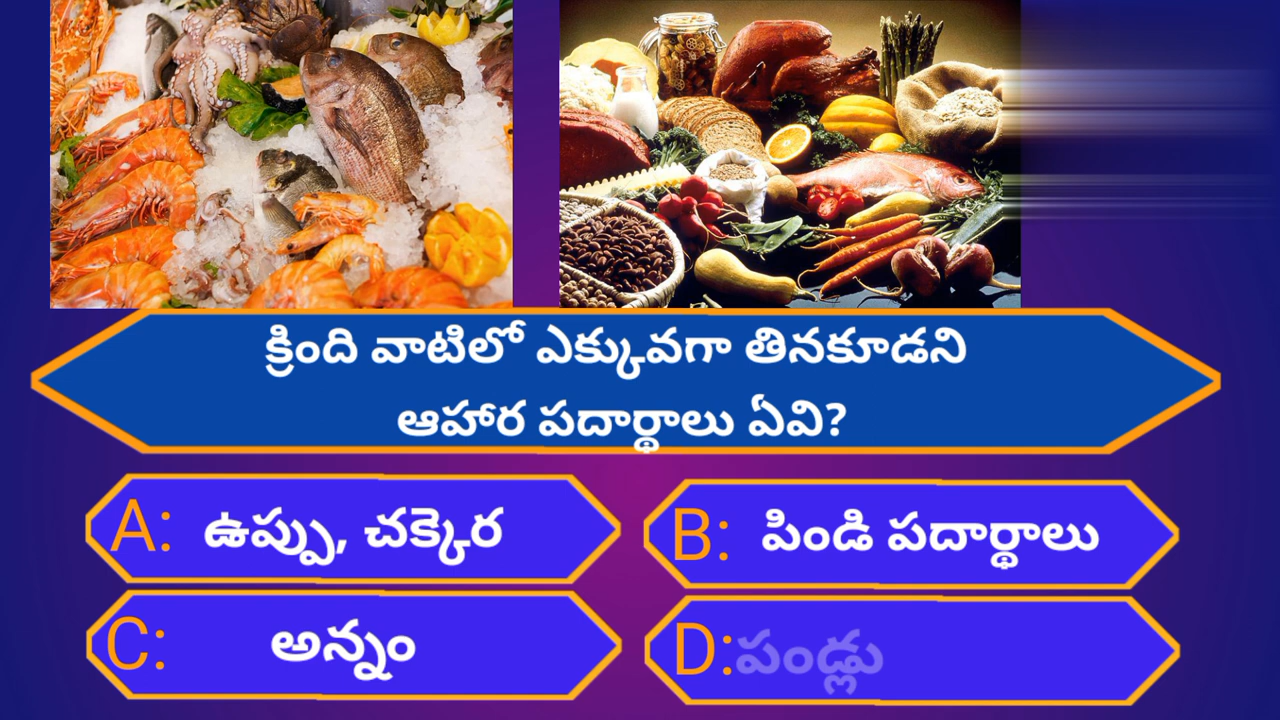 క్రింది వాటిలో ఎక్కువగా తినకూడని
ఆహార పదార్థాలు ఏవి?
A: ఉప్పు, చక్కెర
B: పిండి పదార్థాలు
C: అన్నం
D: పండ్లు